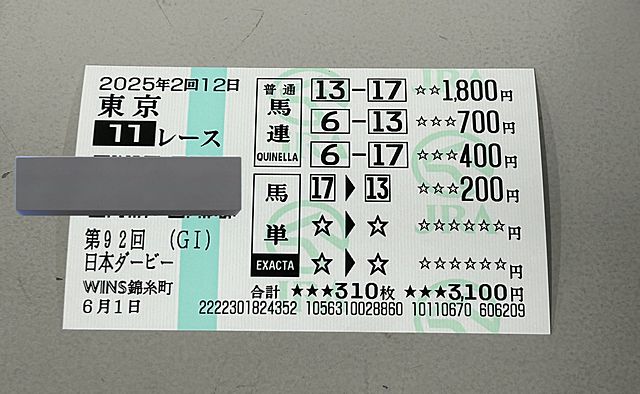 2025年2回12日
東京
11レース
第92回 (GI)
日本ダービー
WINS錦糸町
6月1日
普通
馬連
QUINELLA
13-17 ☆☆1,800円
6-13 ☆☆☆700円
6-17 ☆☆☆400円
馬単
EXACTA
17▶13 ☆☆☆200円
☆▶☆ ☆☆☆☆☆☆円
☆▶☆ ☆☆☆☆☆☆円
合計 ★★★310枚 ★★★3,100円
2222301824352 1056310028860 10110670 606209
JRA
JRA